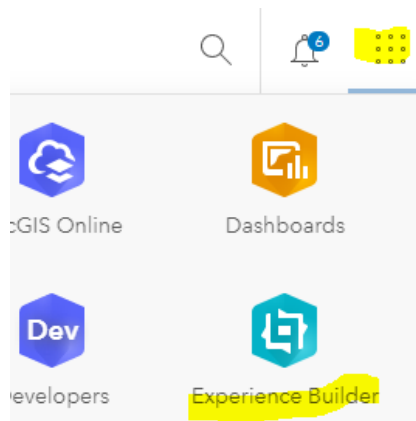 6
cGIS Online
Dashboards
Dev
evelopers
Experience Builder